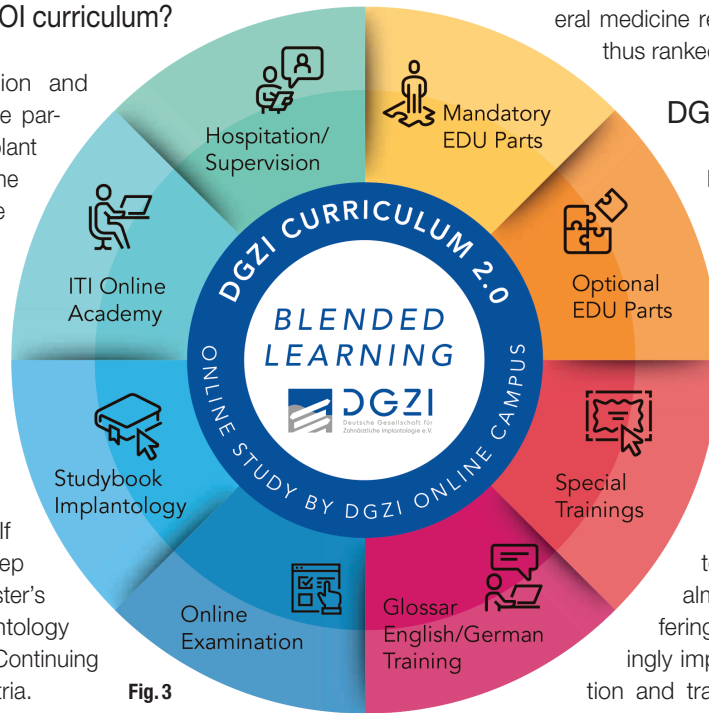 OI curriculum?
ion and
e par-
plant
ne
e
lf
ep
ster's
ntology
Continuing
tria.
Fig. 3
Hospitation/
Supervision
Mandatory
EDU Parts
ITI Online
Academy
Optional
EDU Parts
DGZI CURRICULUM 2.0
BLENDED
LEARNING
DGZI
Deutsche Gesellschaft für
Zahnärztliche Implantologie e.V.
ONLINE STUDY BY DGZI ONLINE CAMPUS
Studybook
Implantology
Special
Trainings
Online
Examination
Glossar
English/German
Training
eral medicine re
thus ranked
DG
te
alm
fering
ingly imp
tion and tra